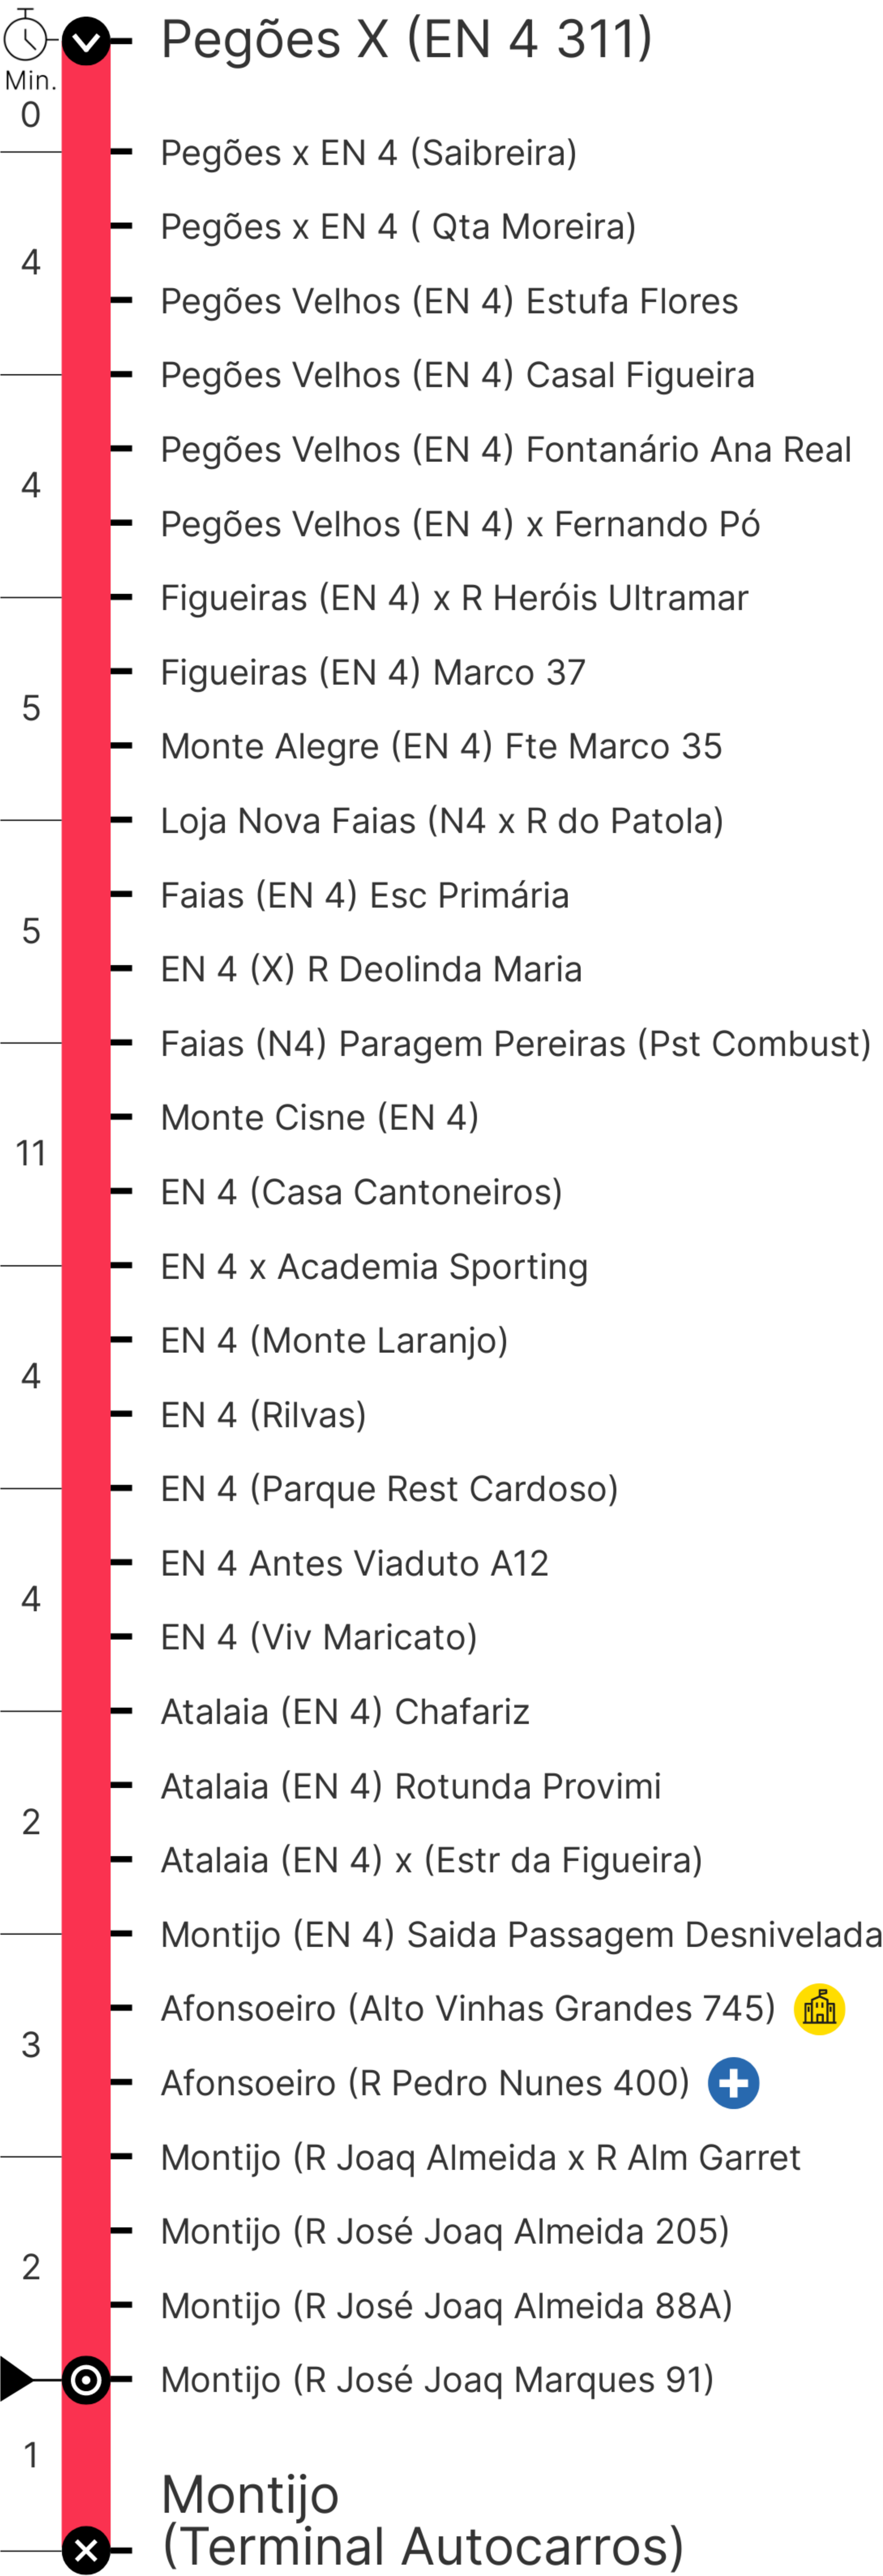 Pegões X (EN 4 311)
Min.
0
Pegões x EN 4 (Saibreira)
Pegões x EN 4 ( Qta Moreira)
4
Pegões Velhos (EN 4) Estufa Flores
Pegões Velhos (EN 4) Casal Figueira
Pegões Velhos (EN 4) Fontanário Ana Real
4
Pegões Velhos (EN 4) x Fernando Pó
Figueiras (EN 4) x R Heróis Ultramar
Figueiras (EN 4) Marco 37
5
Monte Alegre (EN 4) Fte Marco 35
Loja Nova Faias (N4 x R do Patola)
Faias (EN 4) Esc Primária
5
EN 4 (X) R Deolinda Maria
Faias (N4) Paragem Pereiras (Pst Combust)
Monte Cisne (EN 4)
11
EN 4 (Casa Cantoneiros)
EN 4 x Academia Sporting
EN 4 (Monte Laranjo)
4
EN 4 (Rilvas)
EN 4 (Parque Rest Cardoso)
EN 4 Antes Viaduto A12
4
EN 4 (Viv Maricato)
Atalaia (EN 4) Chafariz
Atalaia (EN 4) Rotunda Provimi
2
Atalaia (EN 4) x (Estr da Figueira)
Montijo (EN 4) Saida Passagem Desnivelada
Afonsoeiro (Alto Vinhas Grandes 745)
3
Afonsoeiro (R Pedro Nunes 400)
Montijo (R Joaq Almeida x R Alm Garret
Montijo (R José Joaq Almeida 205)
2
Montijo (R José Joaq Almeida 88A)
Montijo (R José Joaq Marques 91)
1
Montijo
(Terminal Autocarros)